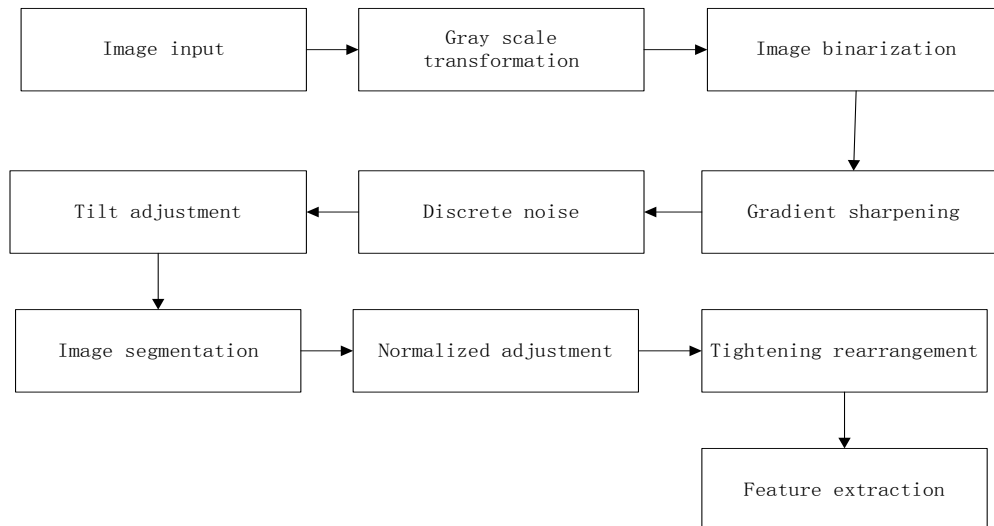 Image input
Gray scale
transformation
Image binarization
Tilt adjustment
Discrete noise
Gradient sharpening
Image segmentation
Normalized adjustment
Tightening rearrangement
Feature extraction